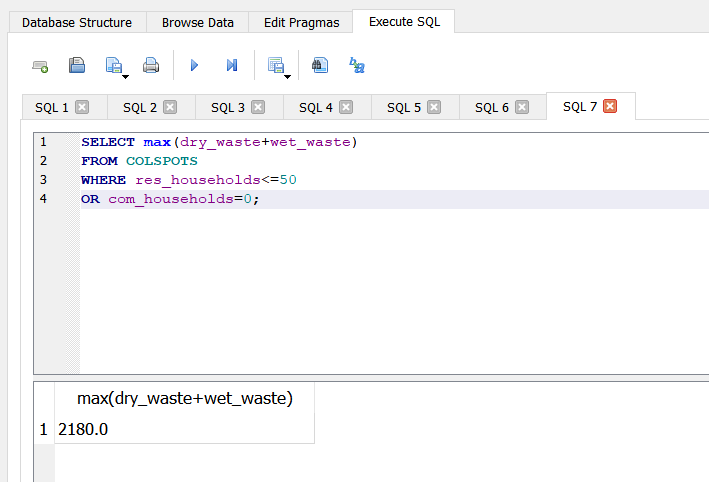 Database Structure Browse Data Edit Pragmas Execute SQL
SQL 1 SQL 2 SQL 3 SQL 4 SQL 5 SQL 6 SQL 7
1 SELECT max(dry_waste+wet_waste)
2 FROM COLSPOTS
3 WHERE res_households<=50
4 OR com_households=0;
max(dry_waste+wet_waste)
1 2180.0